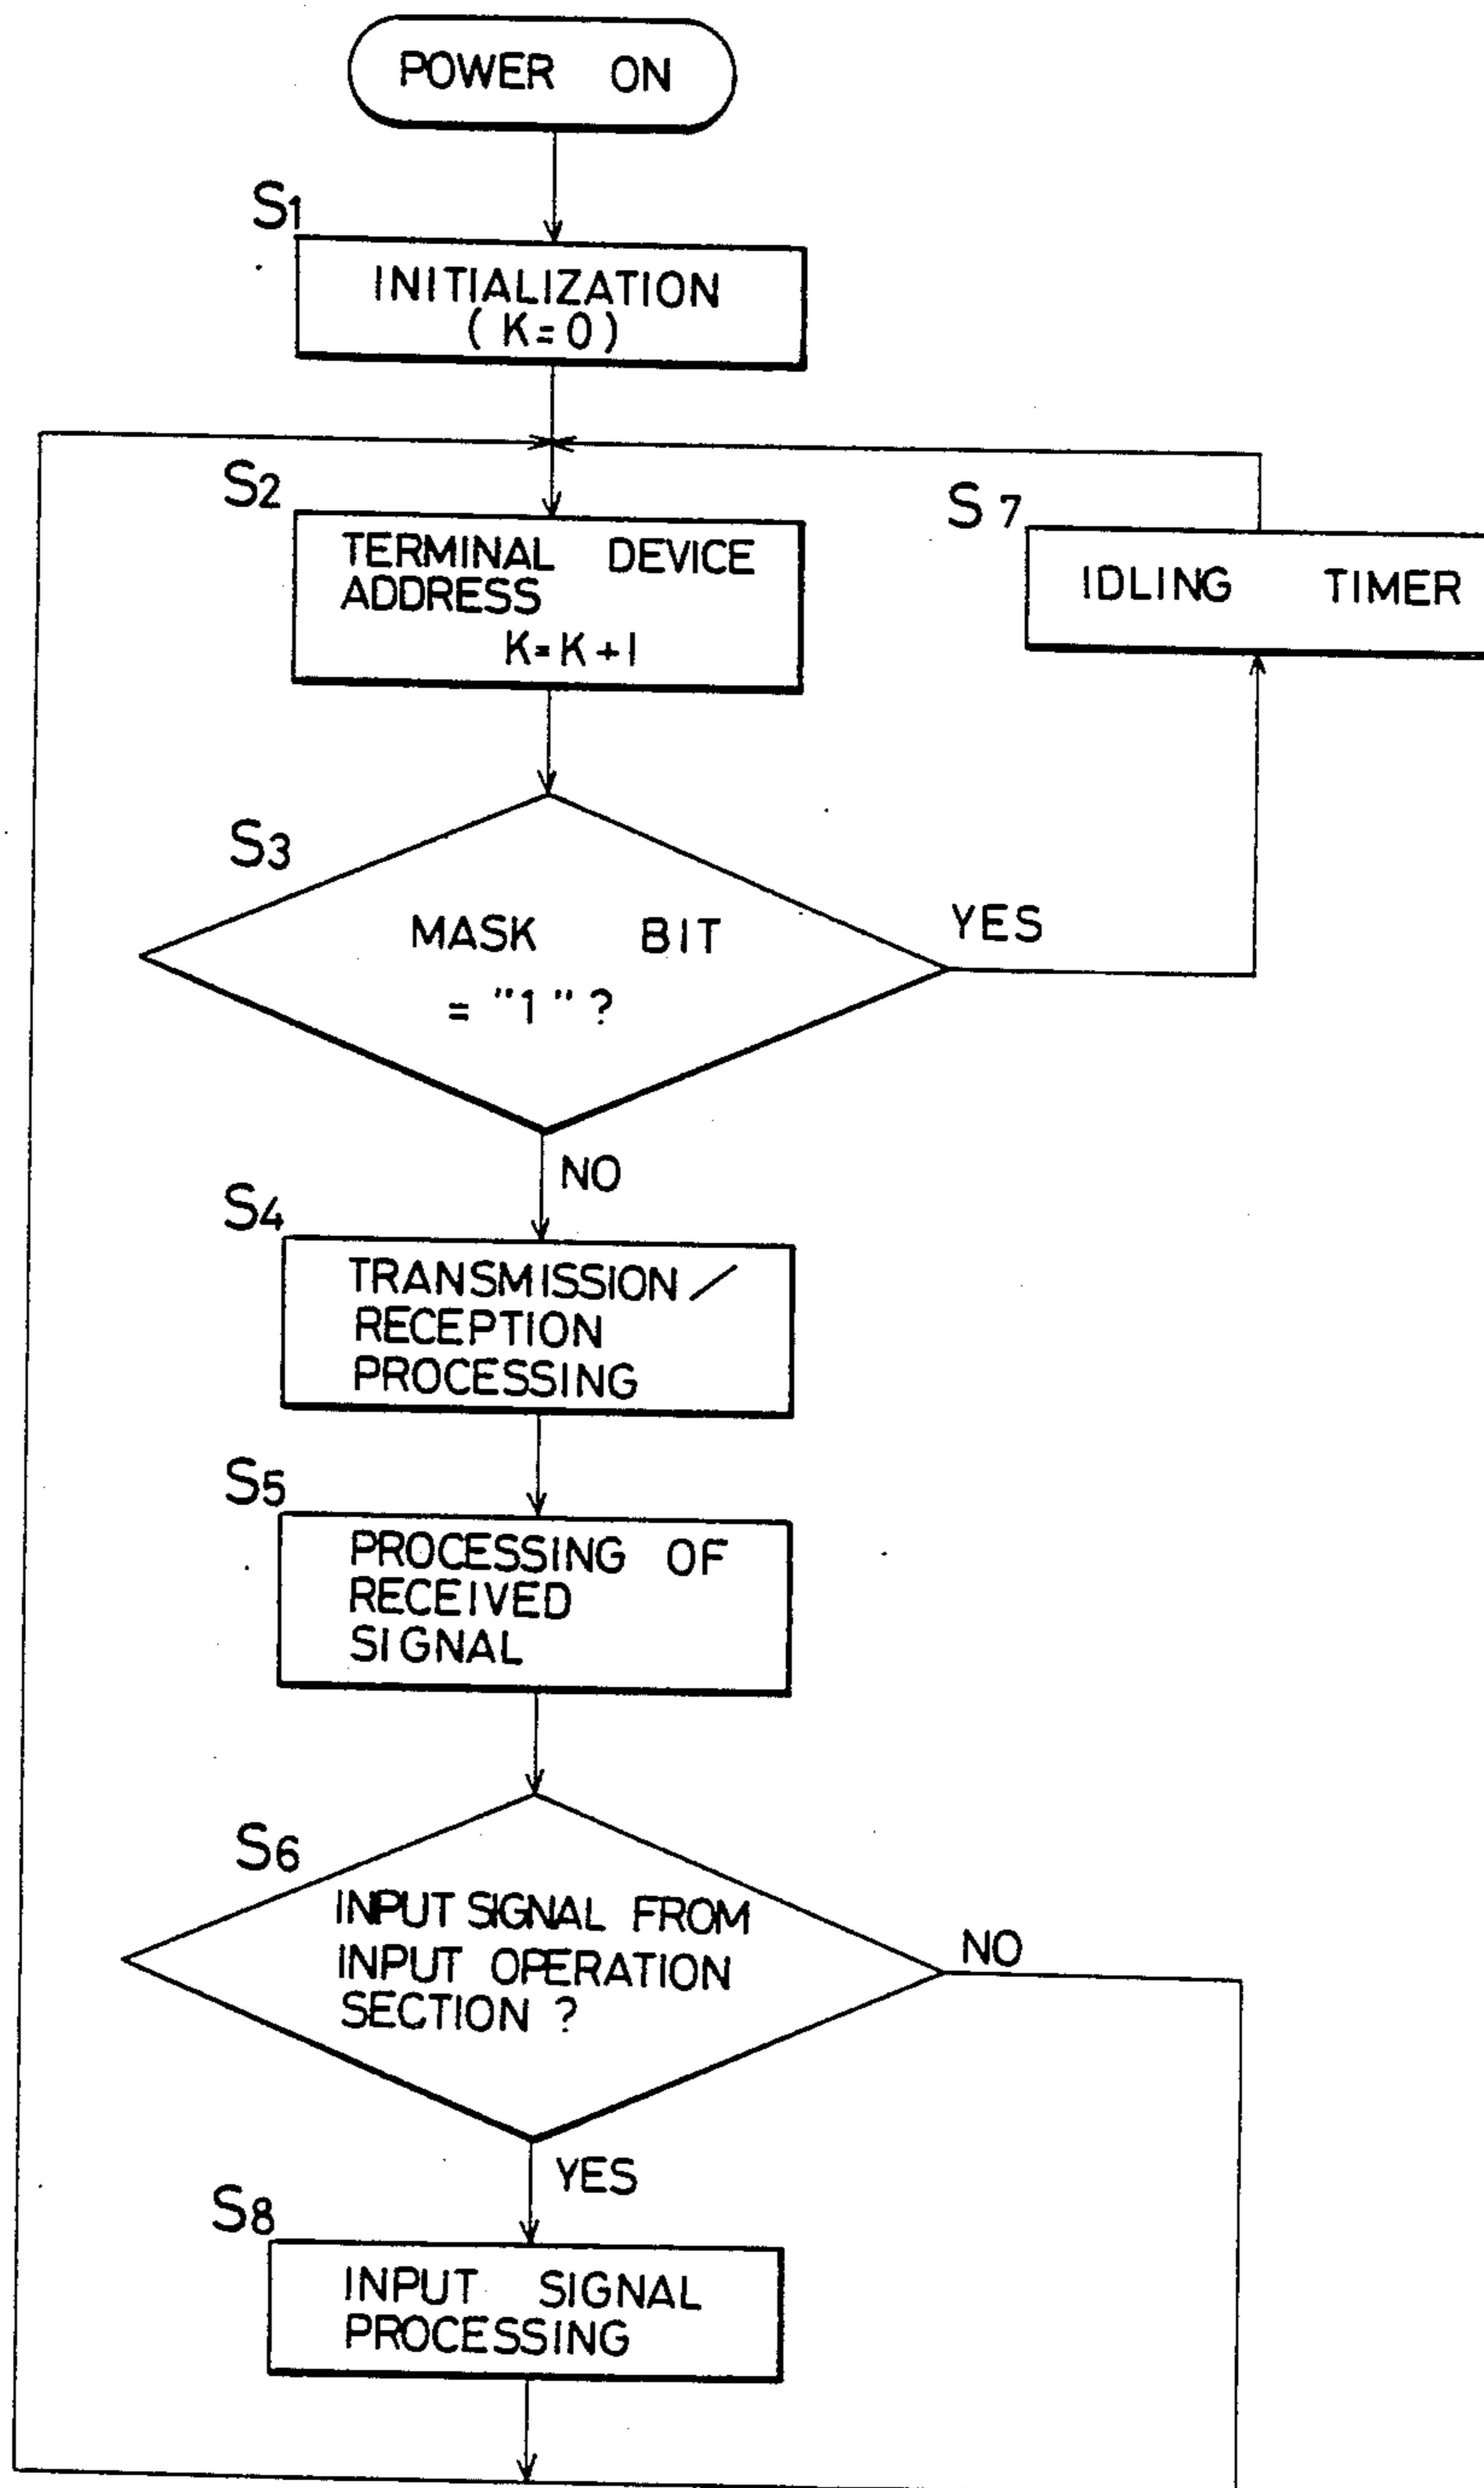 POWER ON
S1
INITIALIZATION
( K=0 )
S2
TERMINAL DEVICE
ADDRESS
K=K+1
S7
IDLING TIMER
S3
MASK BIT
= "1" ?
YES
NO
S4
TRANSMISSION /
RECEPTION
PROCESSING
S5
PROCESSING OF
RECEIVED
SIGNAL
S6
INPUT SIGNAL FROM
INPUT OPERATION
SECTION ?
NO
YES
S8
INPUT SIGNAL
PROCESSING